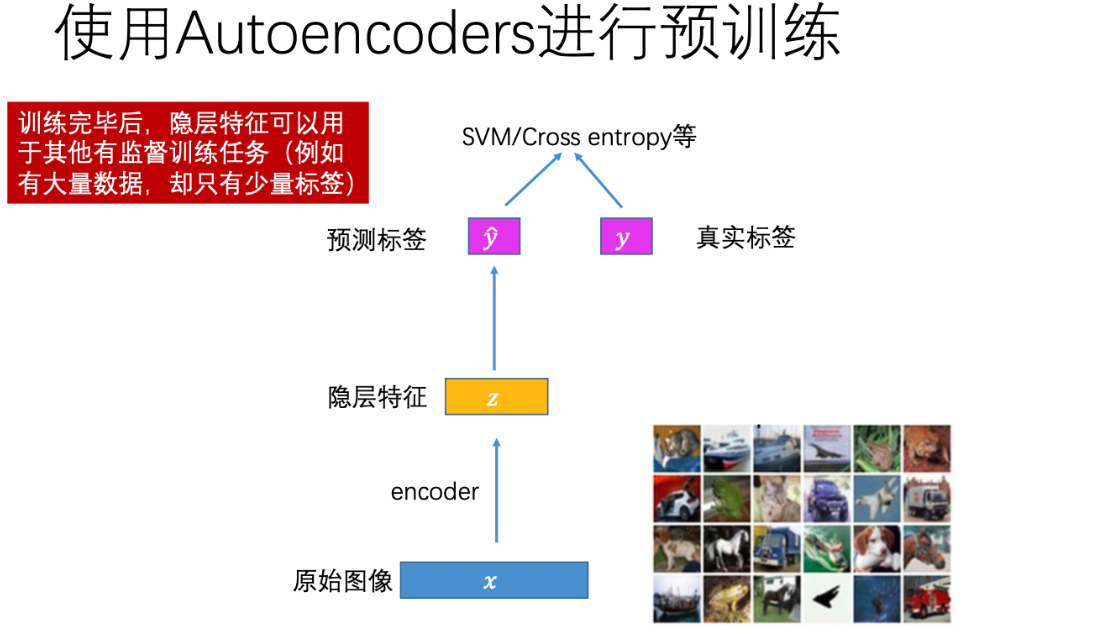 使用Autoencoders进行预训练
训练完毕后，隐层特征可以用
于其他有监督训练任务（例如
有大量数据，却只有少量标签）
SVM/Cross entropy等
预测标签 ŷ y 真实标签
隐层特征 z
encoder
原始图像 x